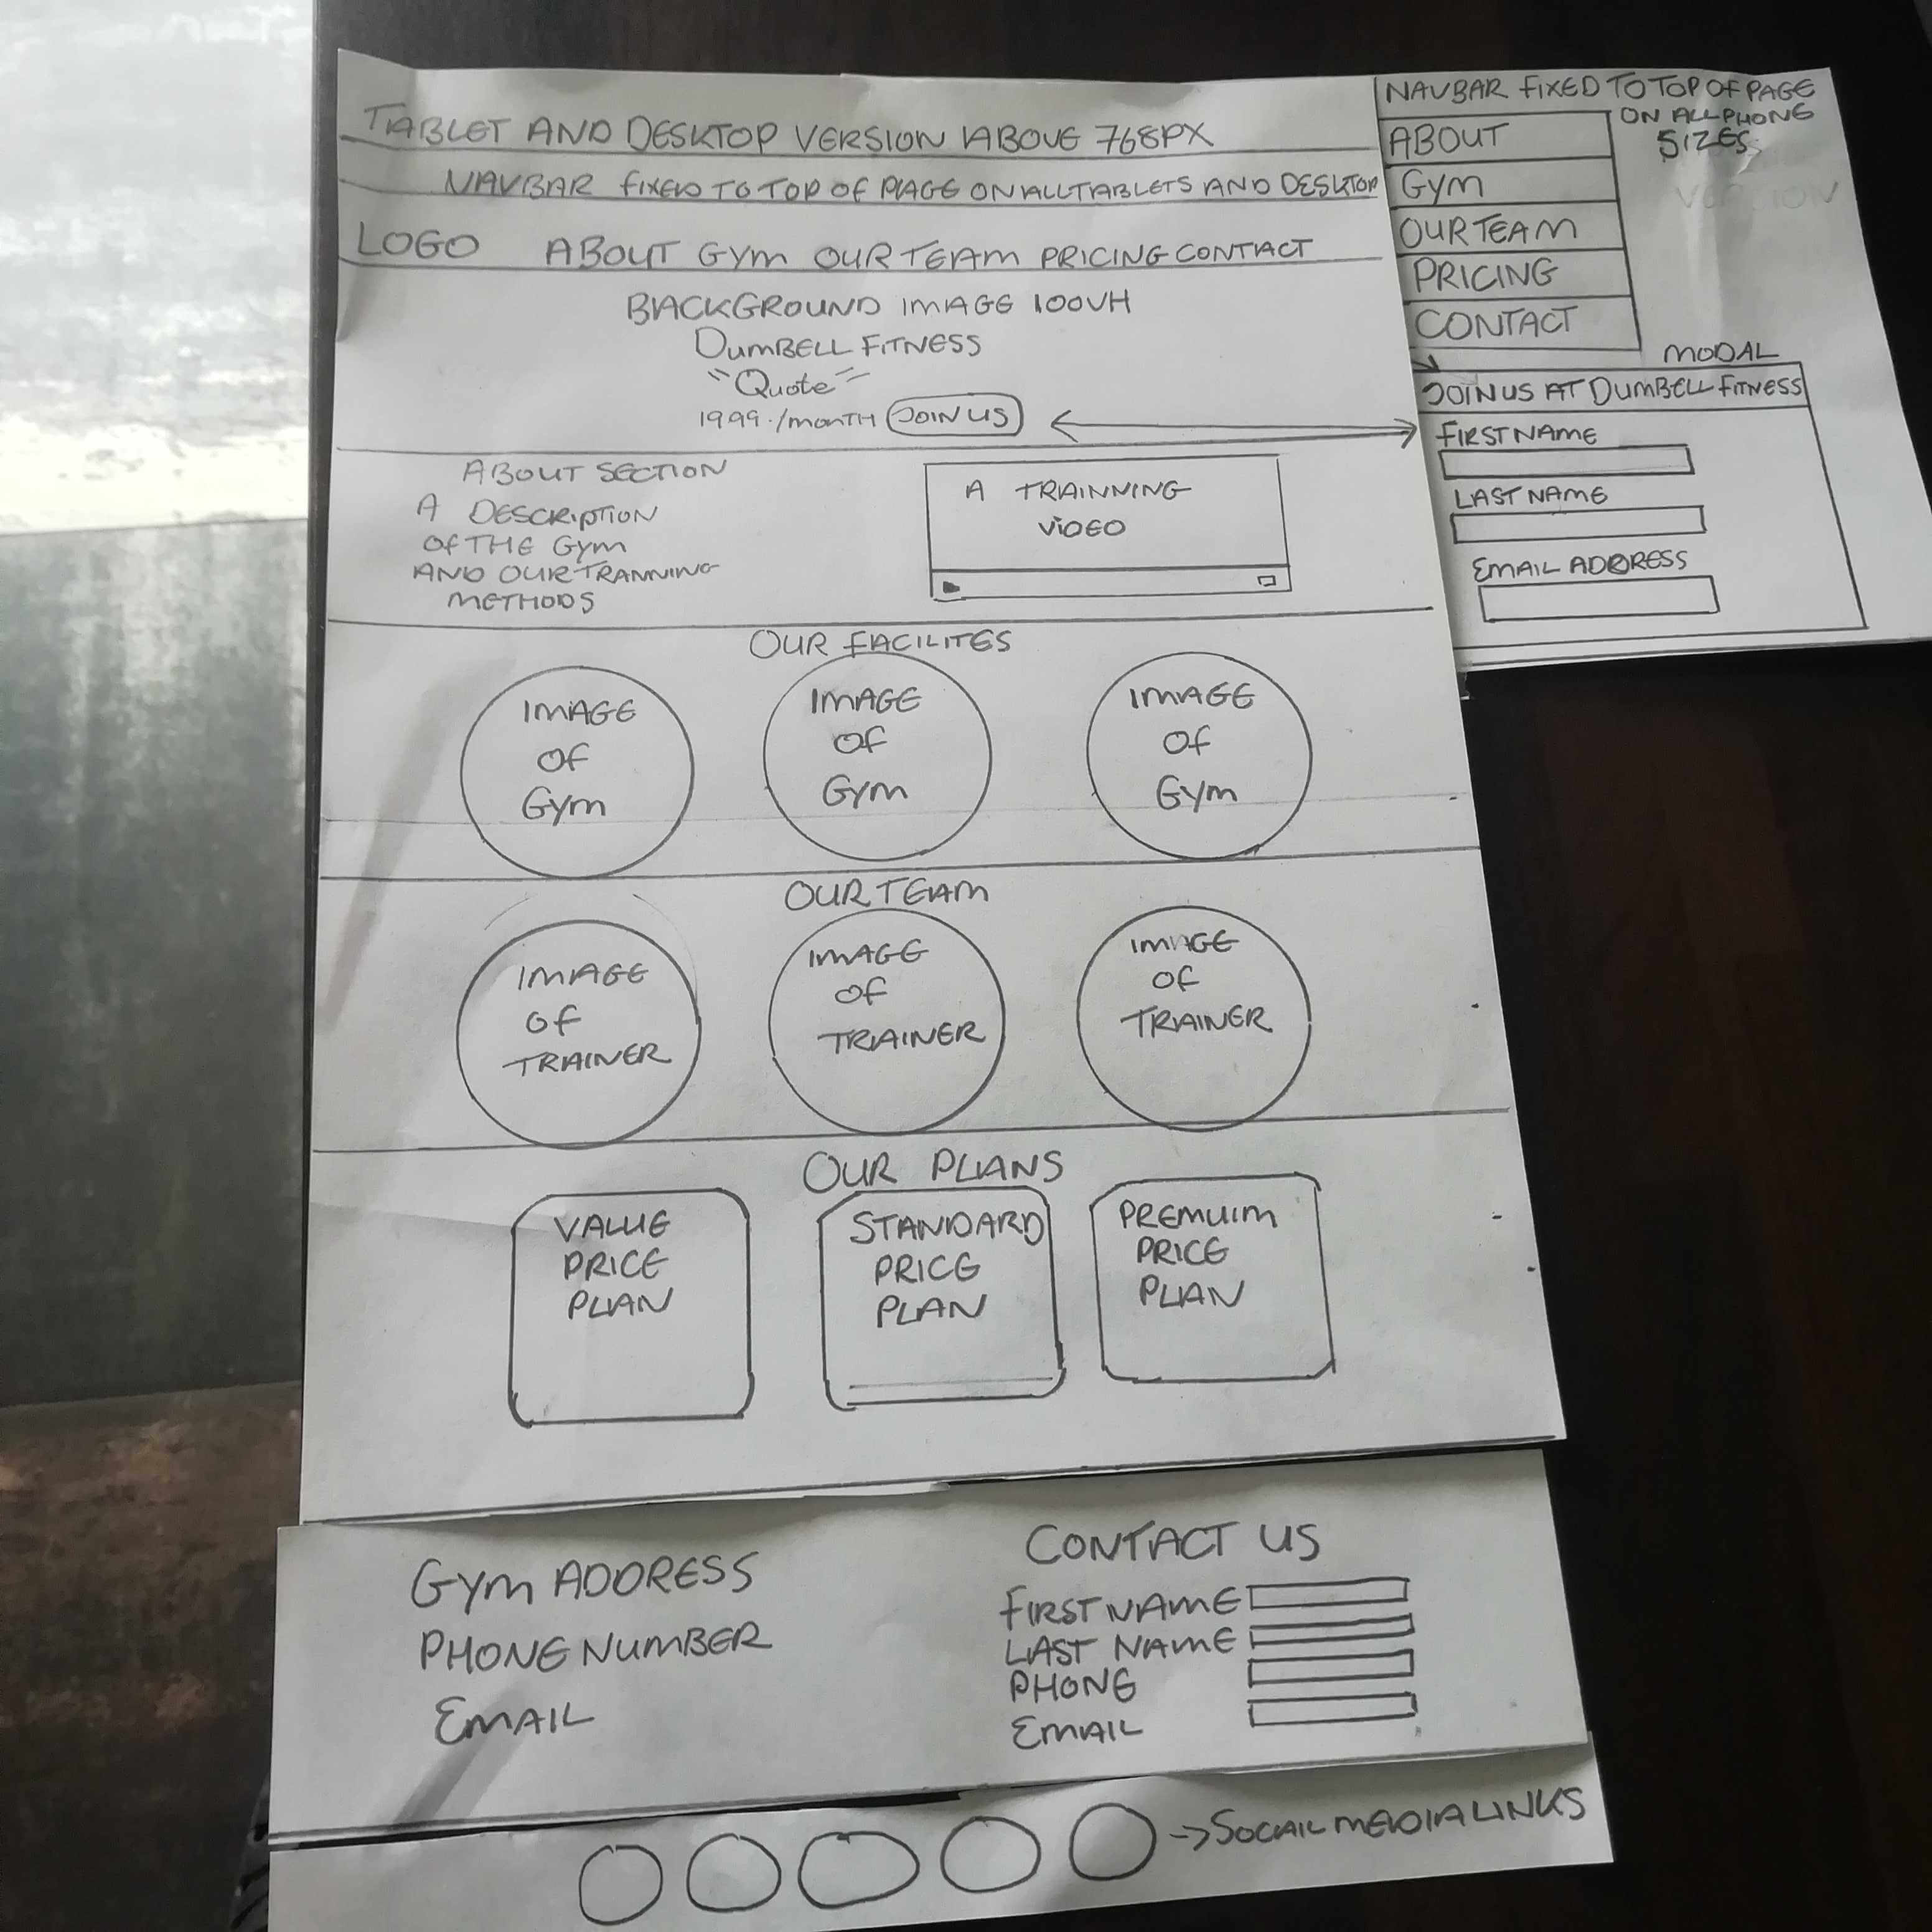 TABLET AND DESKTOP VERSION ABOVE 768PX
NAVBAR FIXED TO TOP OF PAGE ON ALL TABLETS AND DESKTOP
LOGO ABOUT GYM OUR TEAM PRICING CONTACT
BACKGROUND IMAGE 100VH
DUMBELL FITNESS
"Quote"
19.99./MONTH JOIN US
ABOUT SECTION
A DESCRIPTION
OF THE GYM
AND OUR TRANNING
METHODS
A TRAINNING
VIDEO
OUR FACILITES
IMAGE
OF
GYM
IMAGE
OF
GYM
IMAGE
OF
GYM
OUR TEAM
IMAGE
OF
TRAINER
IMAGE
OF
TRAINER
IMAGE
OF
TRAINER
OUR PLANS
VALUE
PRICE
PLAN
STANDARD
PRICE
PLAN
PREMUIM
PRICE
PLAN
GYM ADDRESS
PHONE NUMBER
EMAIL
CONTACT US
FIRST NAME
LAST NAME
PHONE
EMAIL
->SOCAIL MEDIA LINKS
NAVBAR FIXED TO TOP OF PAGE
ON ALL PHONE
SIZES
VERSION
ABOUT
GYM
OUR TEAM
PRICING
CONTACT
MODAL
JOIN US AT DUMBELL FITNESS
FIRST NAME
LAST NAME
EMAIL ADDRESS